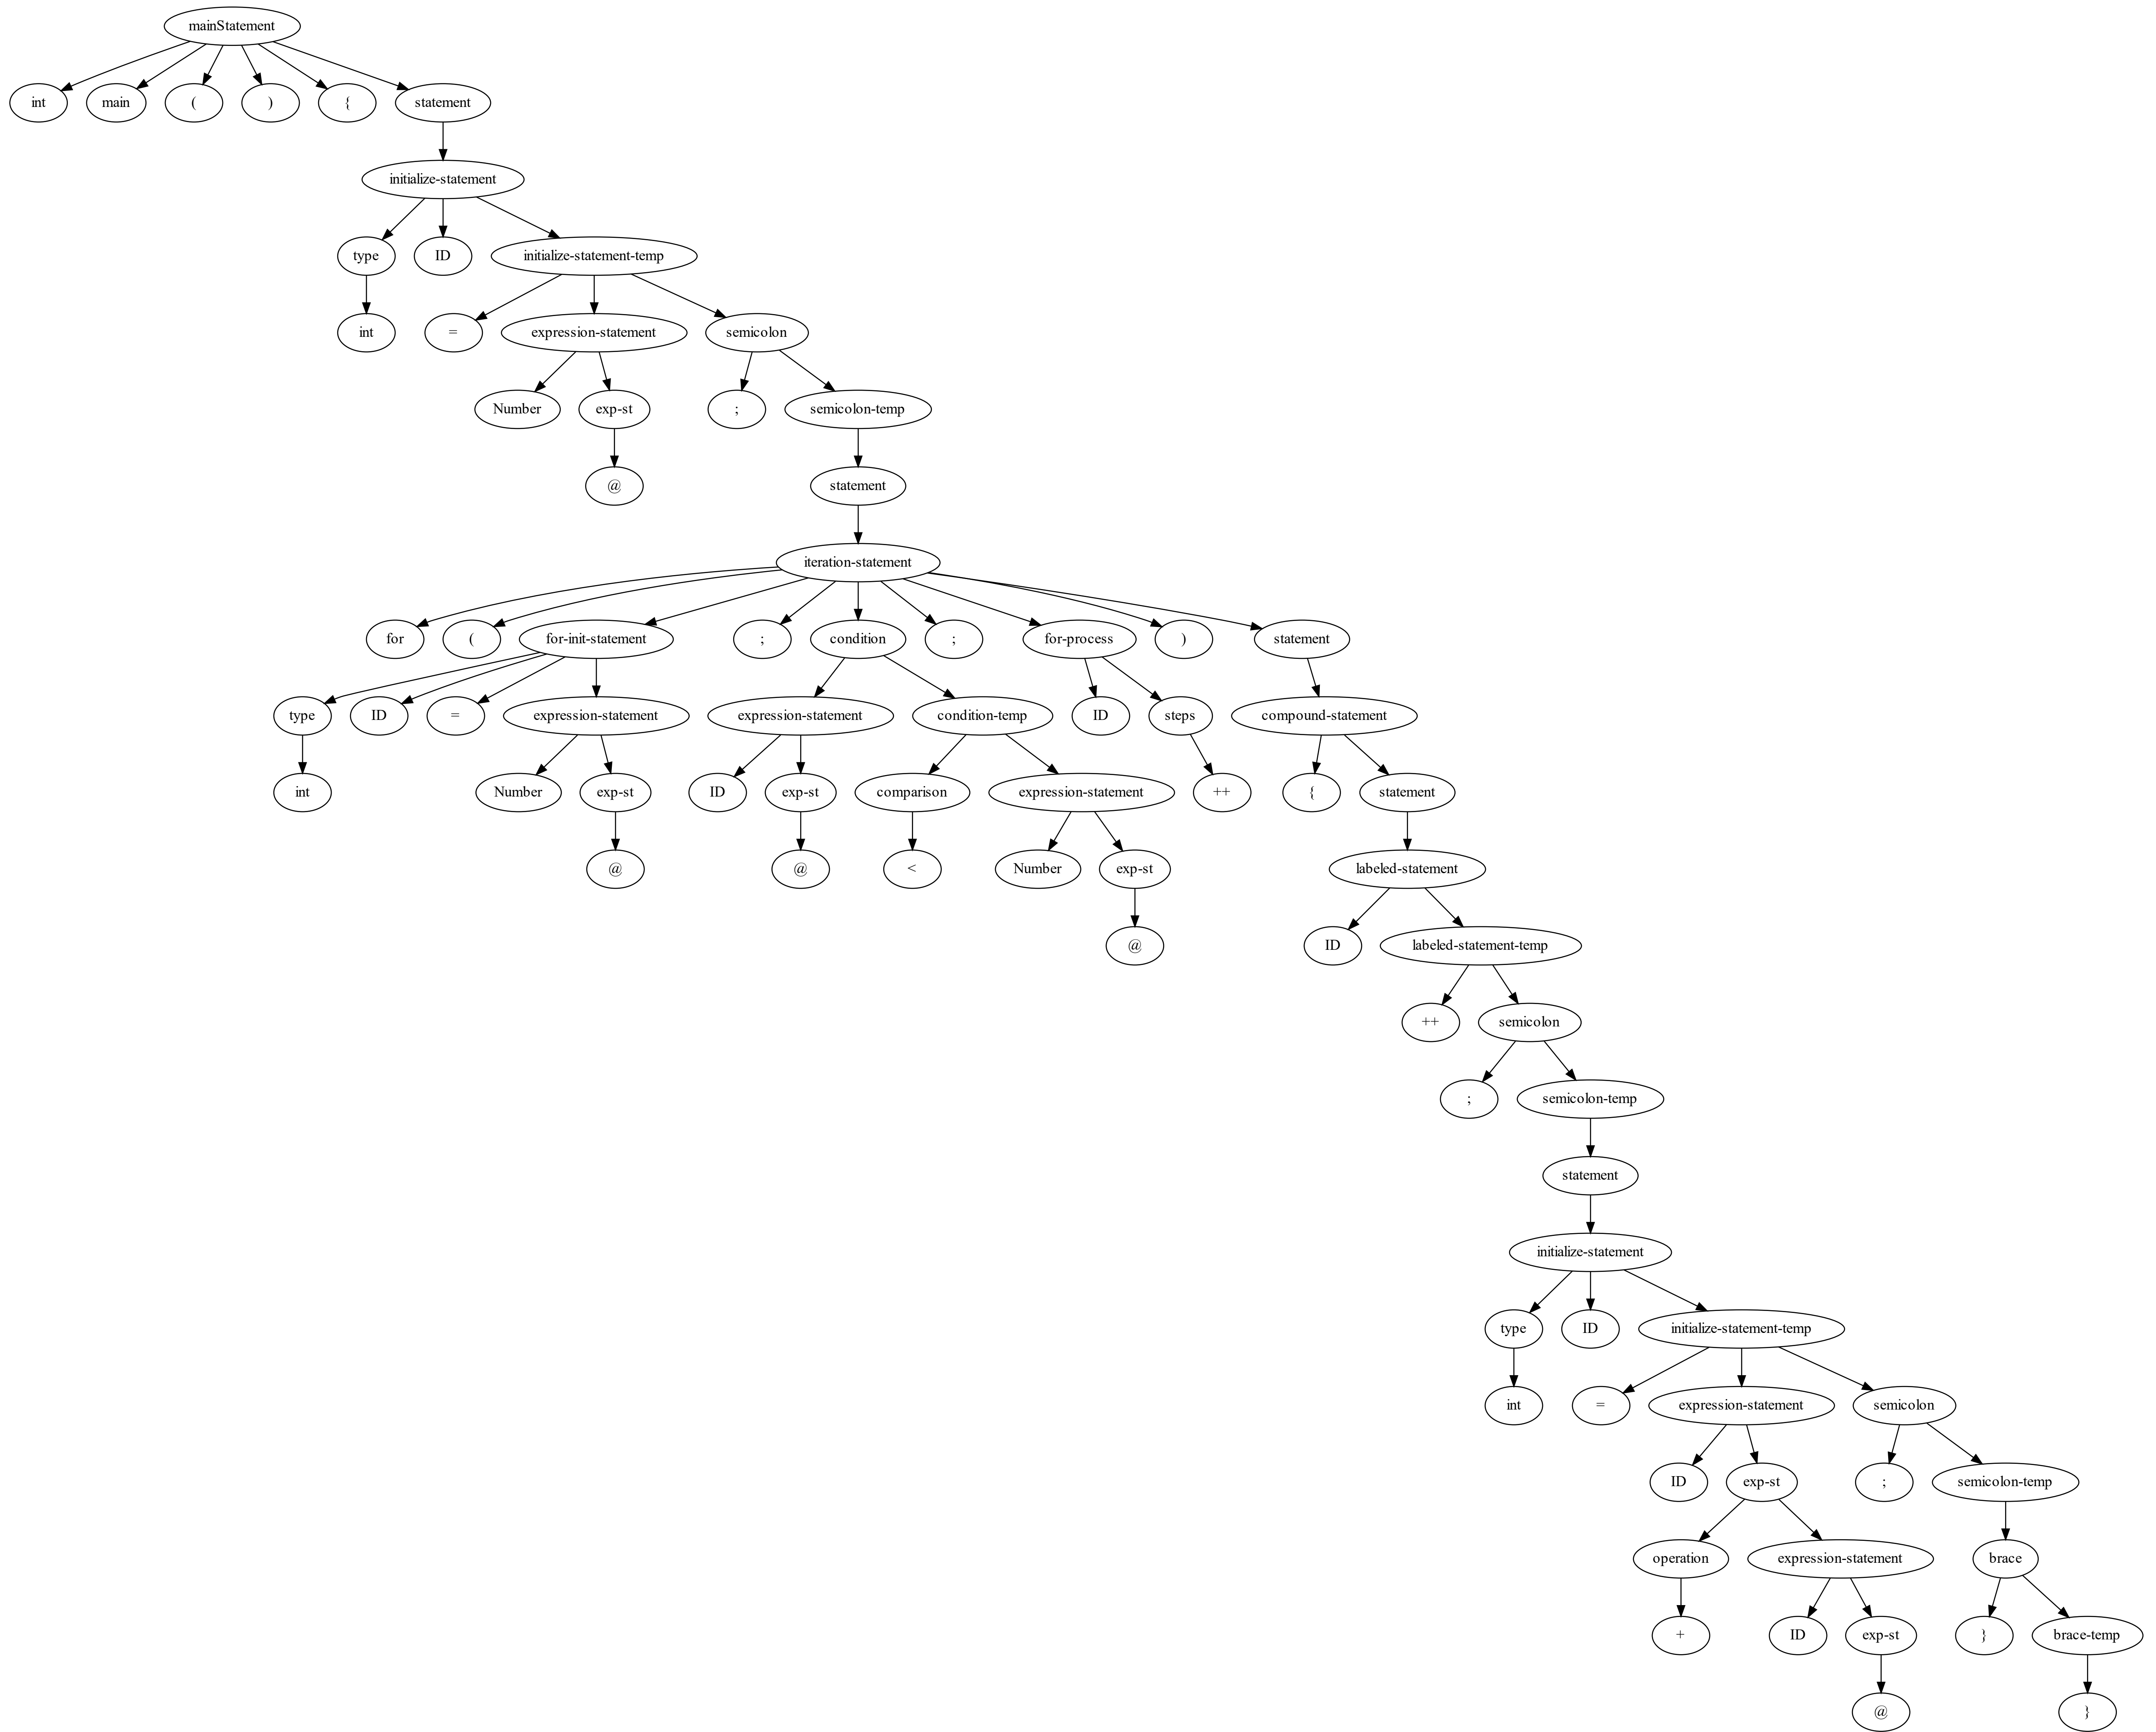 mainStatement
int main ( ) { statement
initialize-statement
type ID initialize-statement-temp
int = expression-statement semicolon
Number exp-st ; semicolon-temp
@ statement
iteration-statement
for ( for-init-statement ; condition ; for-process ) statement
type ID = expression-statement expression-statement condition-temp ID steps compound-statement
int Number exp-st ID exp-st comparison expression-statement ++ { statement
@ @ < Number exp-st labeled-statement
@ ID labeled-statement-temp
++ semicolon
; semicolon-temp
statement
initialize-statement
type ID initialize-statement-temp
int = expression-statement semicolon
ID exp-st ; semicolon-temp
operation expression-statement brace
+ ID exp-st } brace-temp
@ }